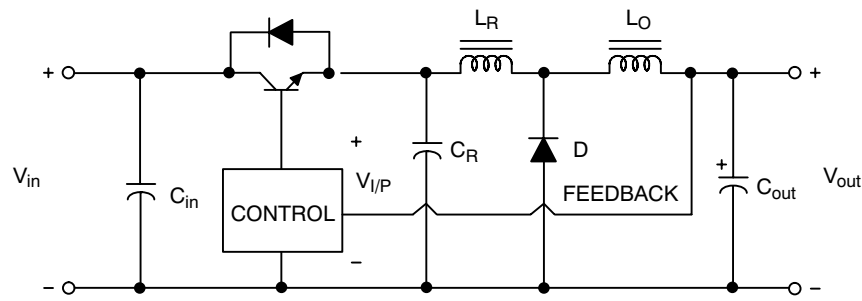 L_R
L_O
+
+
+
C_R
D
V_in
V_I/P
+
V_out
C_in
FEEDBACK
C_out
CONTROL
−
−
−